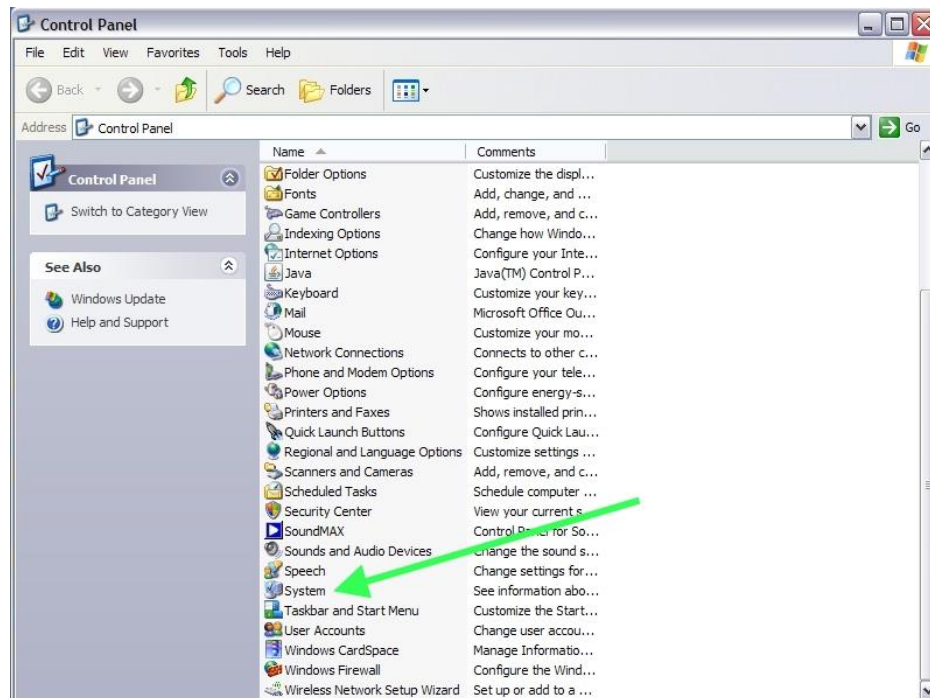 Control Panel
File Edit View Favorites Tools Help
Back Search Folders
Address Control Panel Go
Name Comments
Control Panel
Switch to Category View
See Also
Windows Update
Help and Support
Folder Options Customize the displ...
Fonts Add, change, and ...
Game Controllers Add, remove, and c...
Indexing Options Change how Windo...
Internet Options Configure your Inte...
Java Java(TM) Control P...
Keyboard Customize your key...
Mail Microsoft Office Ou...
Mouse Customize your mo...
Network Connections Connects to other c...
Phone and Modem Options Configure your tele...
Power Options Configure energy-s...
Printers and Faxes Shows installed prin...
Quick Launch Buttons Configure Quick Lau...
Regional and Language Options Customize settings ...
Scanners and Cameras Add, remove, and c...
Scheduled Tasks Schedule computer ...
Security Center View your current s...
SoundMAX Control Panel for So...
Sounds and Audio Devices Change the sound s...
Speech Change settings for...
System See information abo...
Taskbar and Start Menu Customize the Start...
User Accounts Change user accou...
Windows CardSpace Manage Informatio...
Windows Firewall Configure the Wind...
Wireless Network Setup Wizard Set up or add to a ...